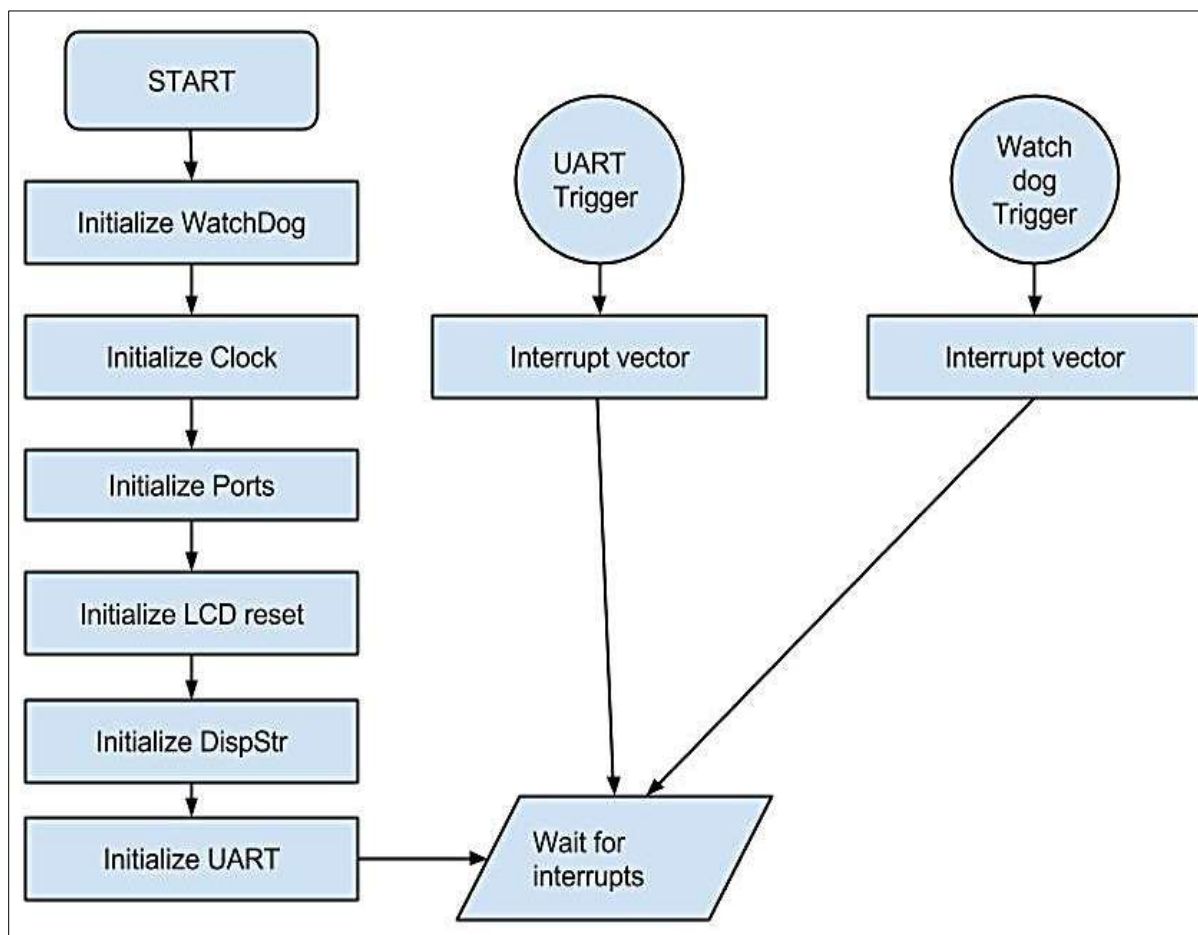 START
Initialize WatchDog
Initialize Clock
Initialize Ports
Initialize LCD reset
Initialize DispStr
Initialize UART
UART
Trigger
Interrupt vector
Watch
dog
Trigger
Interrupt vector
Wait for
interrupts